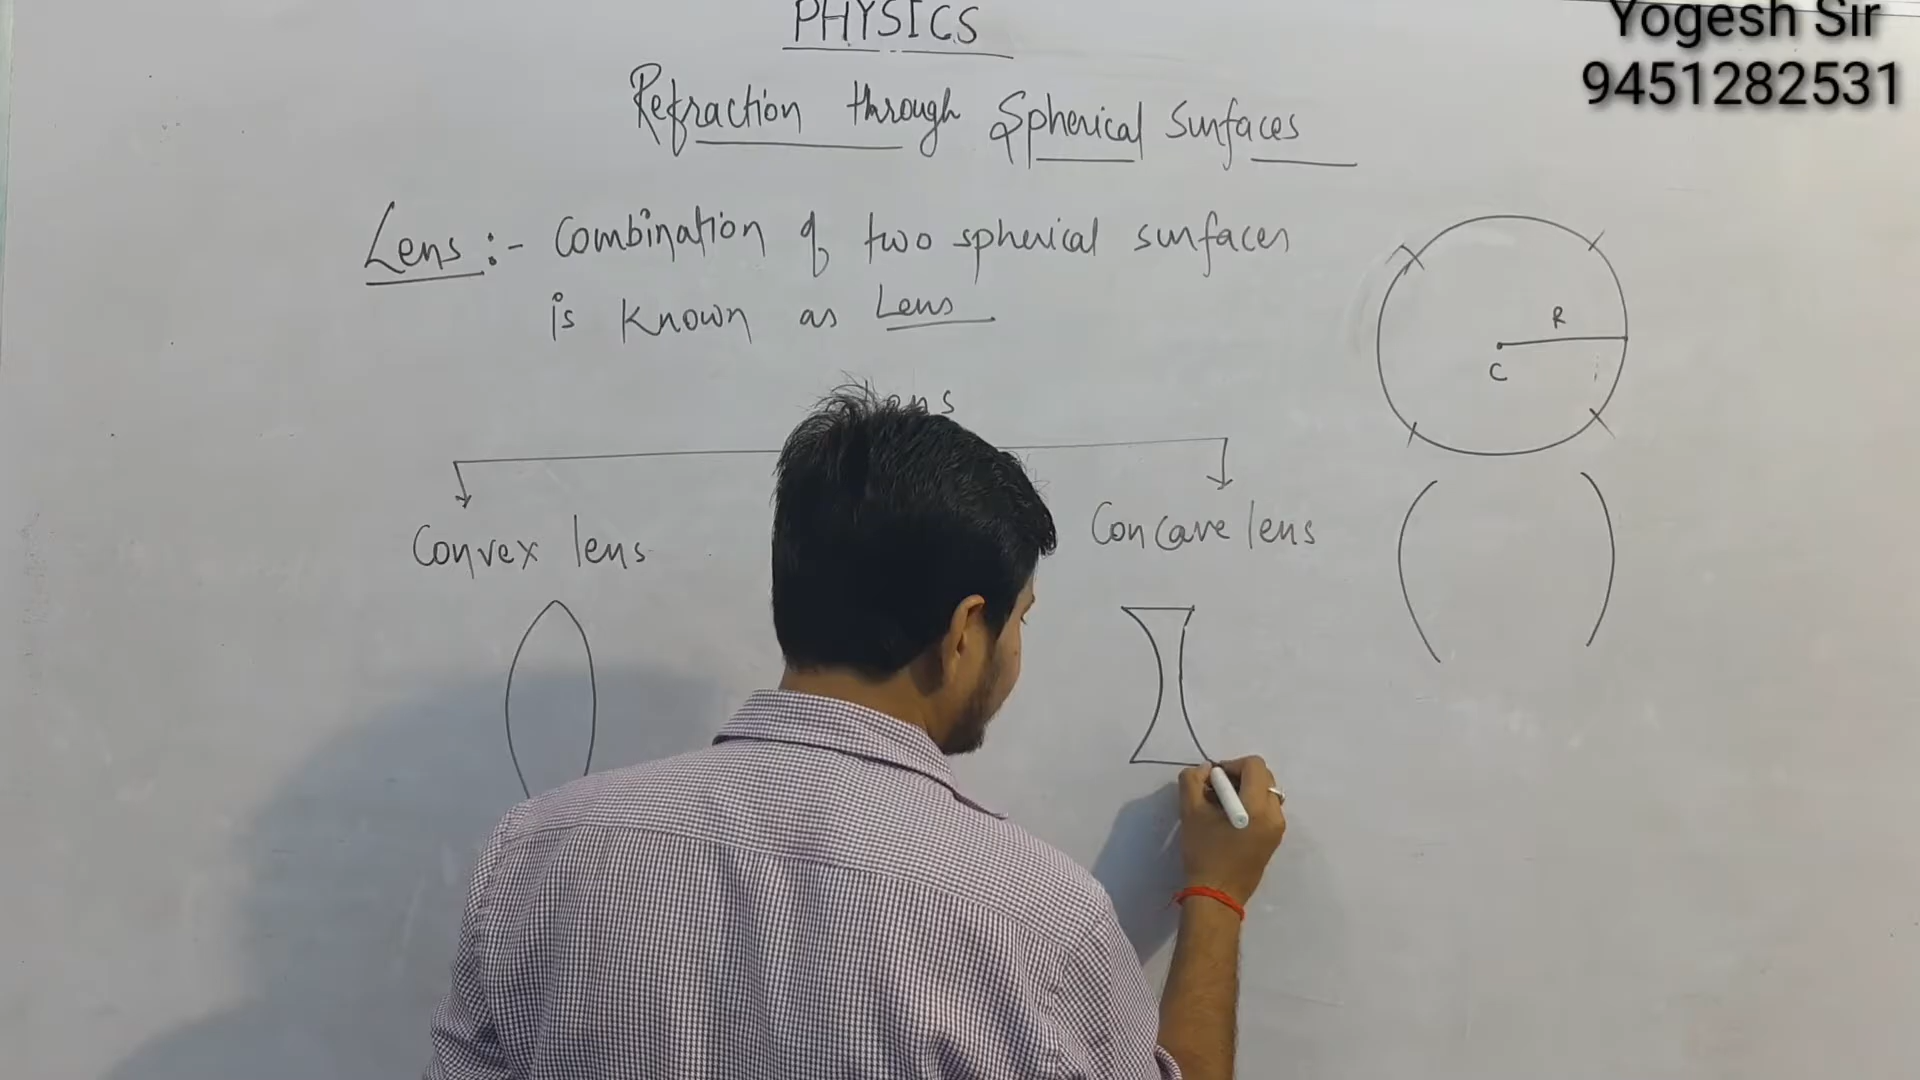 PHYSICS
Yogesh Sir
9451282531
Refraction through Spherical Surfaces
Lens :- Combination of two spherical surfaces
is known as Lens
R
C
Lens
Convex lens
Concave lens